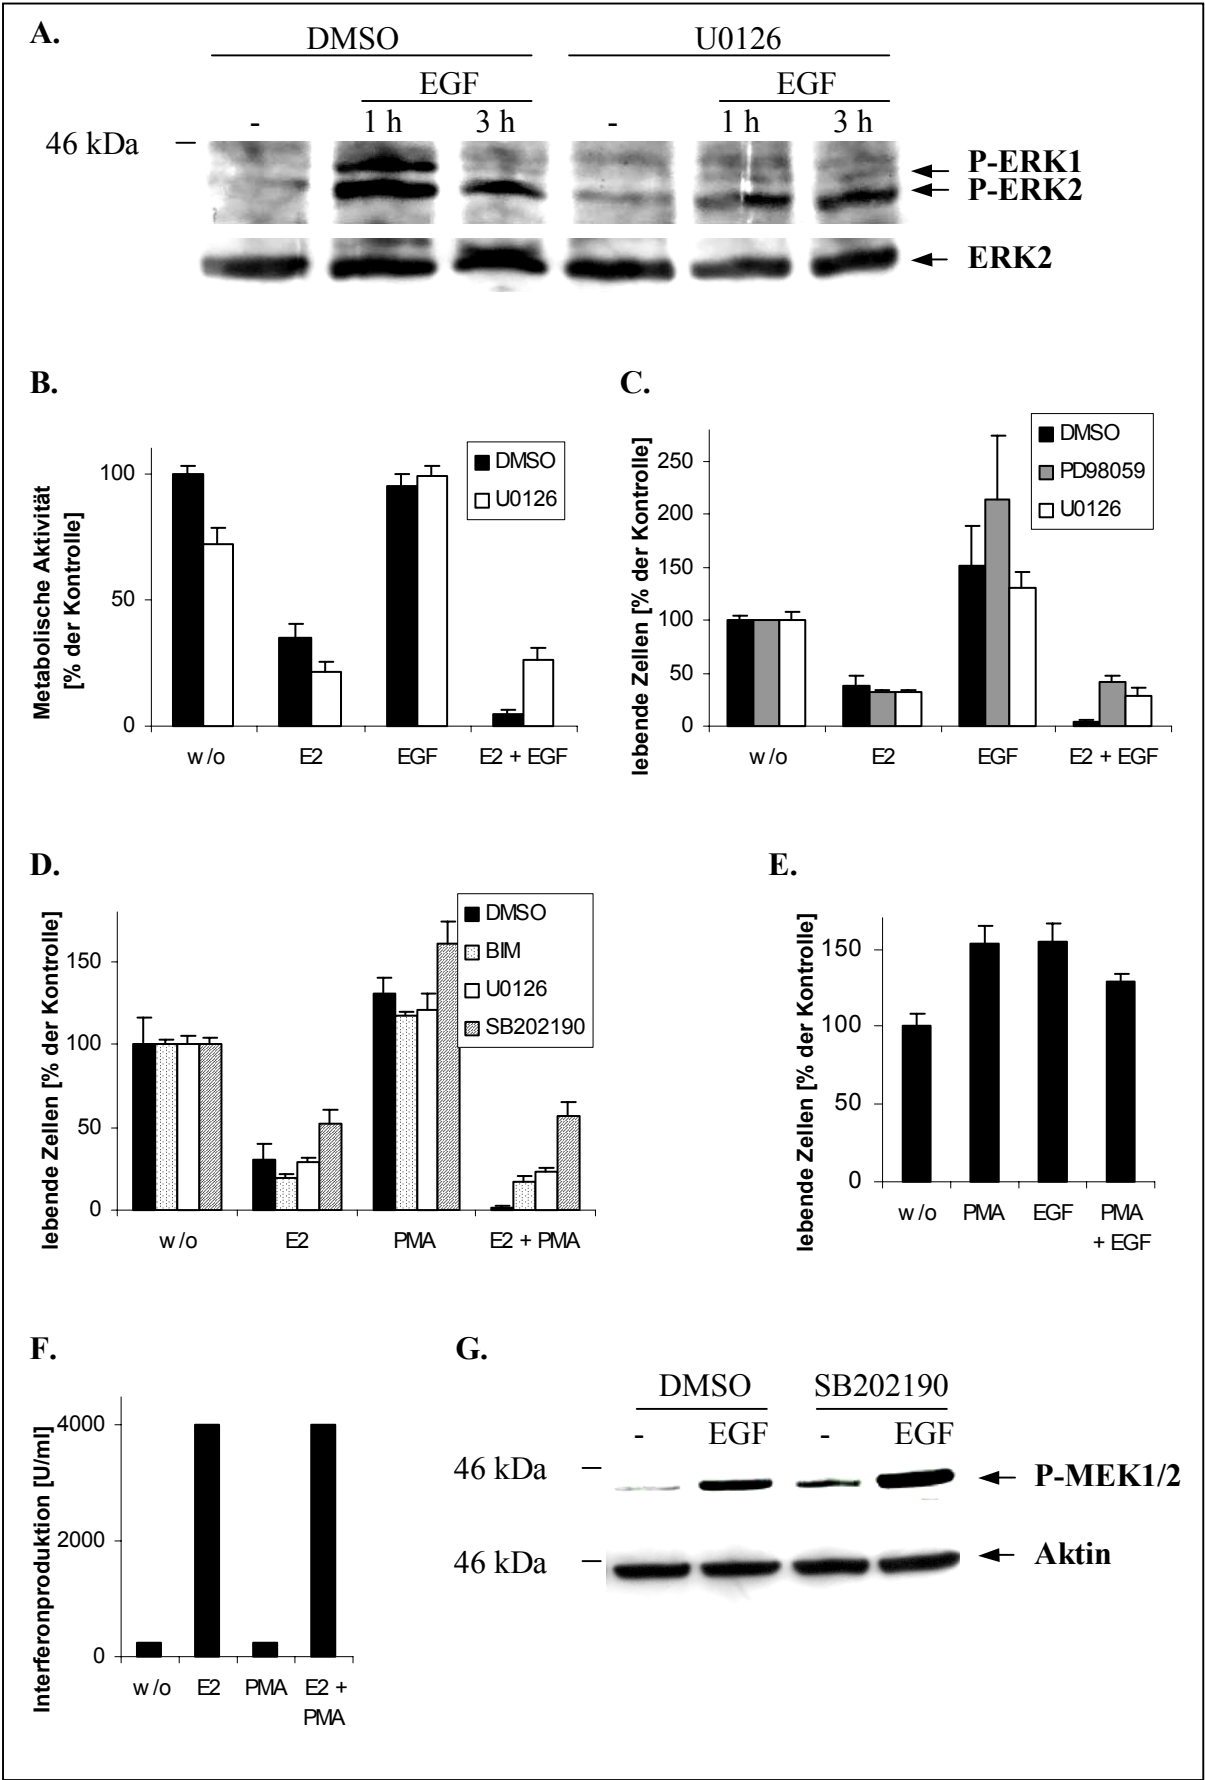 A.
DMSO U0126
EGF EGF
- 1 h 3 h - 1 h 3 h
46 kDa
P-ERK1
P-ERK2
ERK2
B.
Metabolische Aktivität
[% der Kontrolle]
100
50
0
DMSO
U0126
w/o E2 EGF E2 + EGF
C.
lebende Zellen [% der Kontrolle]
250
200
150
100
50
0
DMSO
PD98059
U0126
w/o E2 EGF E2 + EGF
D.
lebende Zellen [% der Kontrolle]
150
100
50
0
DMSO
BIM
U0126
SB202190
w/o E2 PMA E2 + PMA
E.
lebende Zellen [% der Kontrolle]
150
100
50
0
w/o PMA EGF PMA
+ EGF
F.
Interferonproduktion [U/ml]
4000
2000
0
w/o E2 PMA E2 +
PMA
G.
DMSO SB202190
- EGF - EGF
46 kDa
P-MEK1/2
46 kDa
Aktin